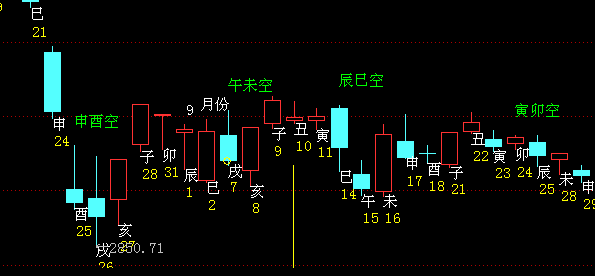 巳
21
申
24
申酉空
酉
25
戌
26
2850.71
亥
27
子
28
卯
31
9 月份
辰
1
巳
2
午未空
戌
7
亥
8
子
9
丑
10
寅
11
辰巳空
巳
14
午
15
未
16
申
17
酉
18
子
21
丑
22
寅
23
寅卯空
卯
24
辰
25
未
28
申
29